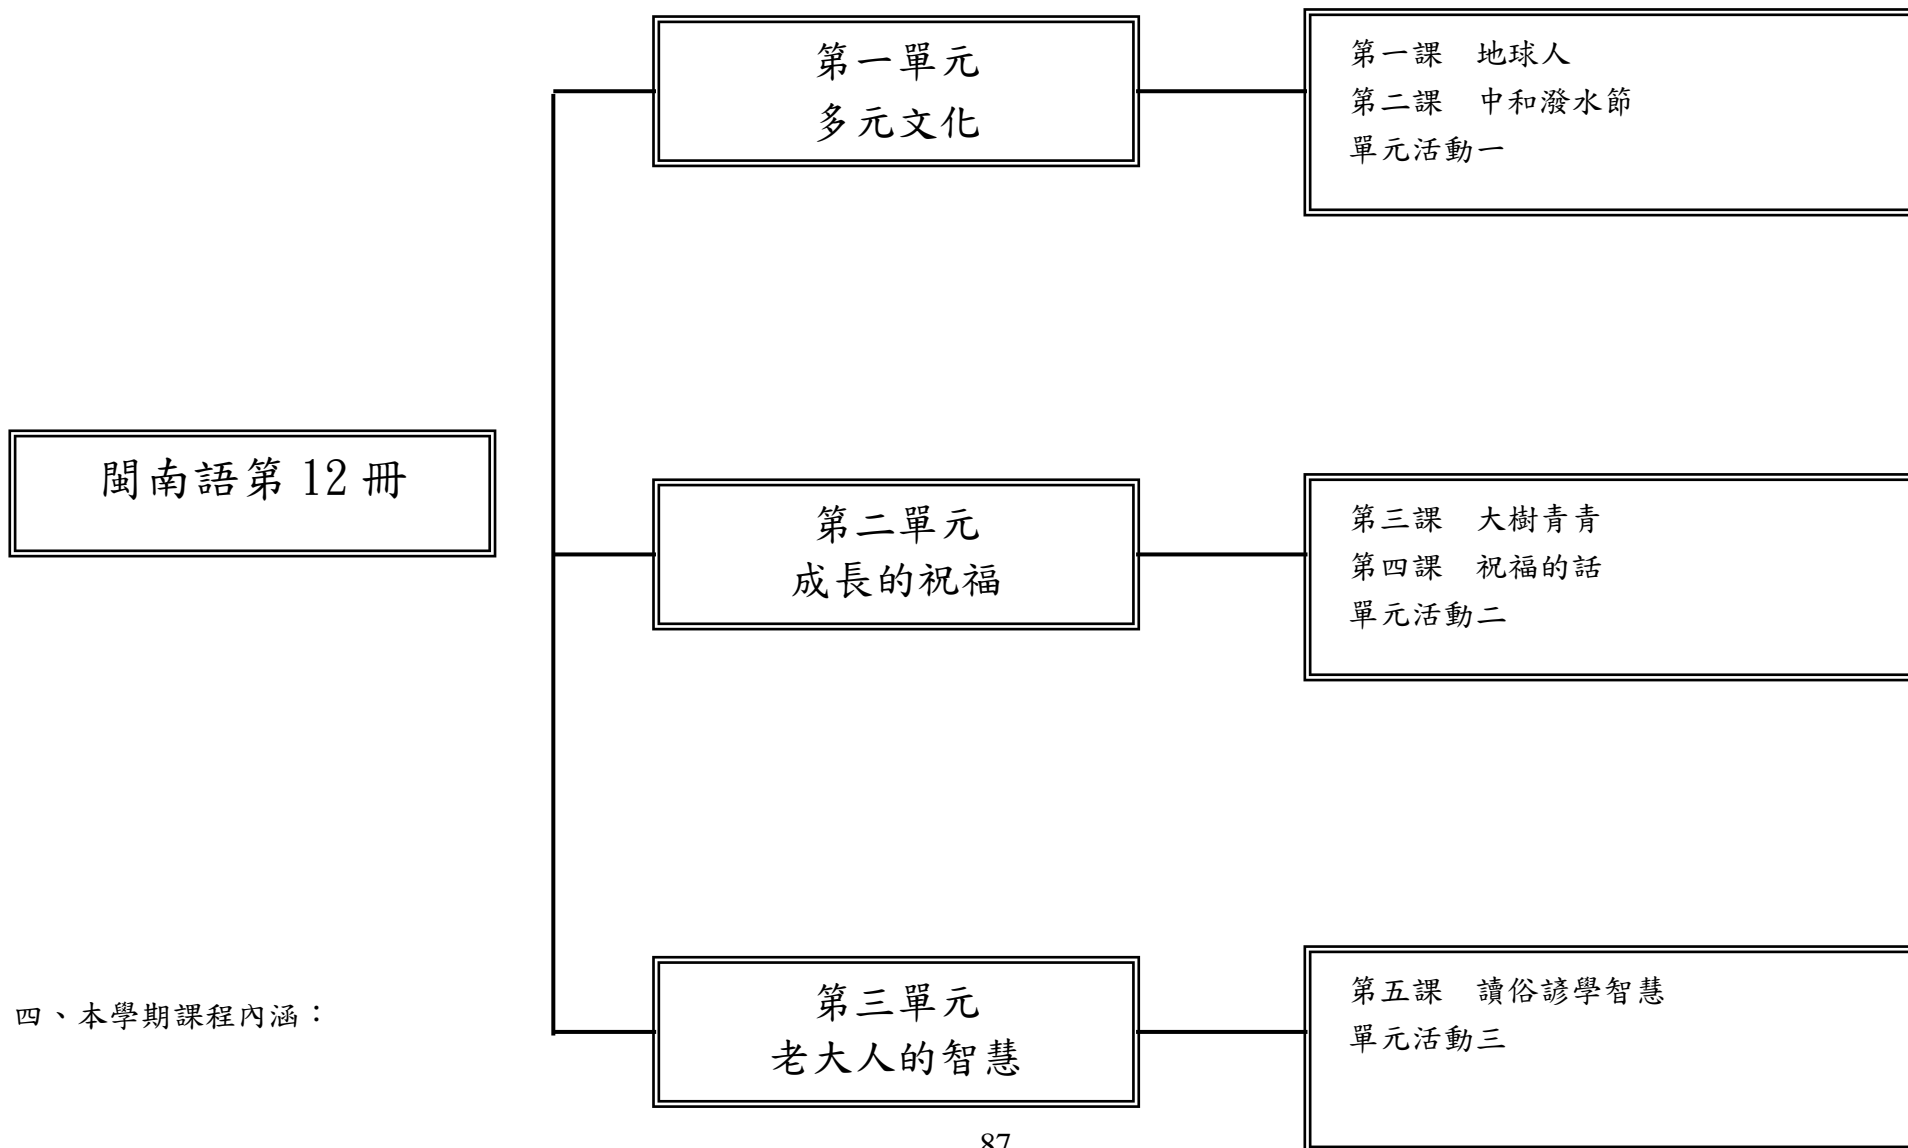 閩南語第 12 冊
第一單元
多元文化
第一課　地球人
第二課　中和潑水節
單元活動一
第二單元
成長的祝福
第三課　大樹青青
第四課　祝福的話
單元活動二
第三單元
老大人的智慧
第五課　讀俗諺學智慧
單元活動三
四、本學期課程內涵：
87